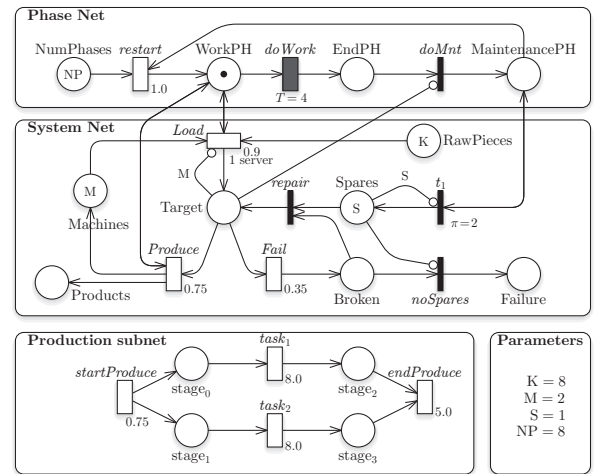 Phase Net
NumPhases restart WorkPH doWork EndPH doMnt MaintenancePH
NP
1.0
T = 4
System Net
Load
0.9
1 server
K RawPieces
M
M
Machines
Target
repair
Spares
S
S
t1
π=2
Produce
0.75
Products
Fail
0.35
Broken
noSpares
Failure
Production subnet
startProduce
0.75
stage0
task1
8.0
stage2
endProduce
5.0
stage1
task2
8.0
stage3
Parameters
K = 8
M = 2
S = 1
NP = 8